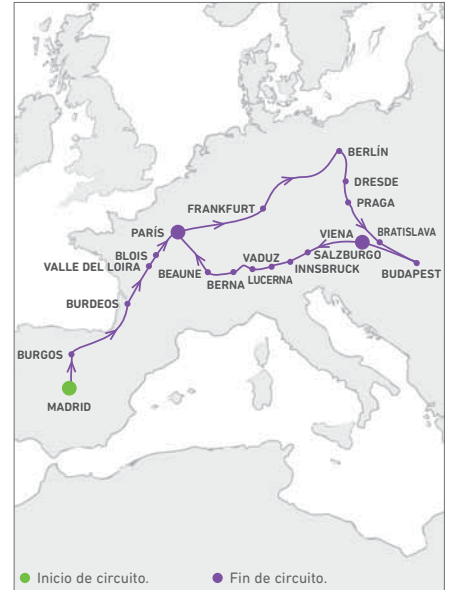 BERLÍN
DRESDE
PRAGA
FRANKFURT
PARÍS
VIENA
BRATISLAVA
BLOIS
VADUZ
SALZBURGO
VALLE DEL LOIRA
INNSBRUCK
BUDAPEST
BEAUNE
BERNA
LUCERNA
BURDEOS
BURGOS
MADRID
Inicio de circuito.
Fin de circuito.